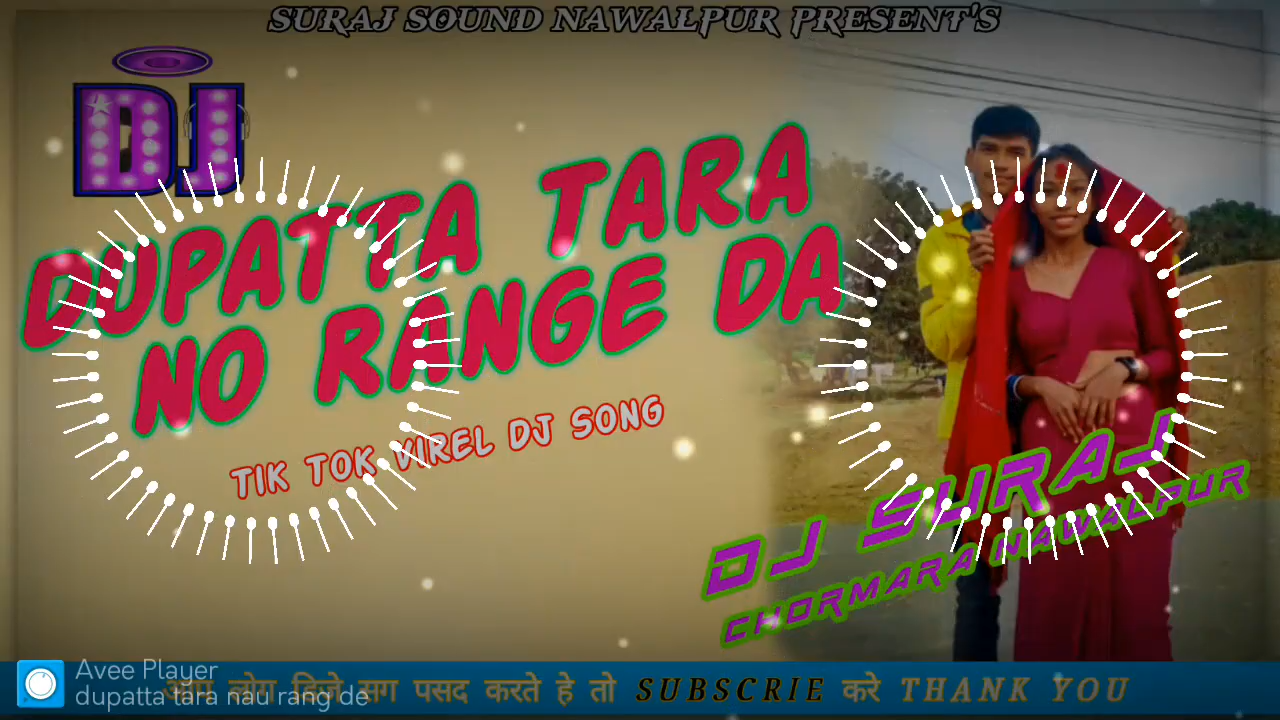 SURAJ SOUND NAWALPUR PRESENT'S
DJ
DUPATTA TARA
NO RANGE DA
TIK TOK VIREL DJ SONG
DJ SURAJ
CHORMARA NAWALPUR
Avee Player
dupatta tara nau rang de
लोग पसद करते हे तो SUBSCRIE करे THANK YOU